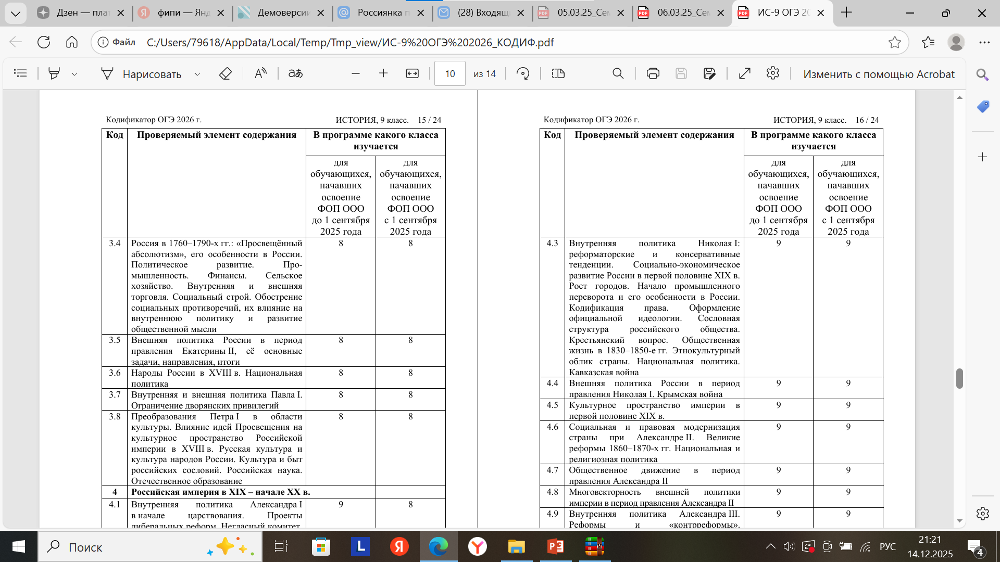 Дзен — плат
фипи — Янд
Демоверси
Россиянка п
(28) Входящ
05.03.25_Сем
06.03.25_Сем
ИС-9 ОГЭ 20
Файл
C:/Users/79618/AppData/Local/Temp/Tmp_view/ИС-9%20ОГЭ%202026_КОДИФ.pdf
Нарисовать
10
из 14
Изменить с помощью Acrobat
Кодификатор ОГЭ 2026 г.
ИСТОРИЯ, 9 класс. 15 / 24
Код
Проверяемый элемент содержания
В программе какого класса
изучается
для
обучающихся,
начавших
освоение
ФОП ООО
до 1 сентября
2025 года
для
обучающихся,
начавших
освоение
ФОП ООО
с 1 сентября
2025 года
3.4 Россия в 1760–1790-х гг.: «Просвещённый 8 8
абсолютизм», его особенности в России.
Политическое развитие. Про-
мышленность. Финансы. Сельское
хозяйство. Внутренняя и внешняя
торговля. Социальный строй. Обострение
социальных противоречий, их влияние на
внутреннюю политику и развитие
общественной мысли
3.5 Внешняя политика России в период 8 8
правления Екатерины II, её основные
задачи, направления, итоги
3.6 Народы России в XVIII в. Национальная 8 8
политика
3.7 Внутренняя и внешняя политика Павла I. 8 8
Ограничение дворянских привилегий
3.8 Преобразования Петра I в области 8 8
культуры. Влияние идей Просвещения на
культурное пространство Российской
империи в XVIII в. Русская культура и
культура народов России. Культура и быт
российских сословий. Российская наука.
Отечественное образование
4 Российская империя в XIX – начале XX в.
4.1 Внутренняя политика Александра I 9 8
в начале царствования. Проекты
либеральных реформ. Негласный комитет.
Кодификатор ОГЭ 2026 г.
ИСТОРИЯ, 9 класс. 16 / 24
Код
Проверяемый элемент содержания
В программе какого класса
изучается
для
обучающихся,
начавших
освоение
ФОП ООО
до 1 сентября
2025 года
для
обучающихся,
начавших
освоение
ФОП ООО
с 1 сентября
2025 года
4.3 Внутренняя политика Николая I: 9 9
реформаторские и консервативные
тенденции. Социально-экономическое
развитие России в первой половине XIX в.
Рост городов. Начало промышленного
переворота и его особенности в России.
Кодификация права. Оформление
официальной идеологии. Сословная
структура российского общества.
Крестьянский вопрос. Общественная
жизнь в 1830–1850-е гг. Этнокультурный
облик страны. Национальная политика.
Кавказская война
4.4 Внешняя политика России в период 9 9
правления Николая I. Крымская война
4.5 Культурное пространство империи в 9 9
первой половине XIX в.
4.6 Социальная и правовая модернизация 9 9
страны при Александре II. Великие
реформы 1860–1870-х гг. Национальная и
религиозная политика
4.7 Общественное движение в период 9 9
правления Александра II
4.8 Многовекторность внешней политики 9 9
империи в период правления Александра II
4.9 Внутренняя политика Александра III. 9 9
Реформы и «контрреформы».
Поиск
РУС
21:21
14.12.2025
4